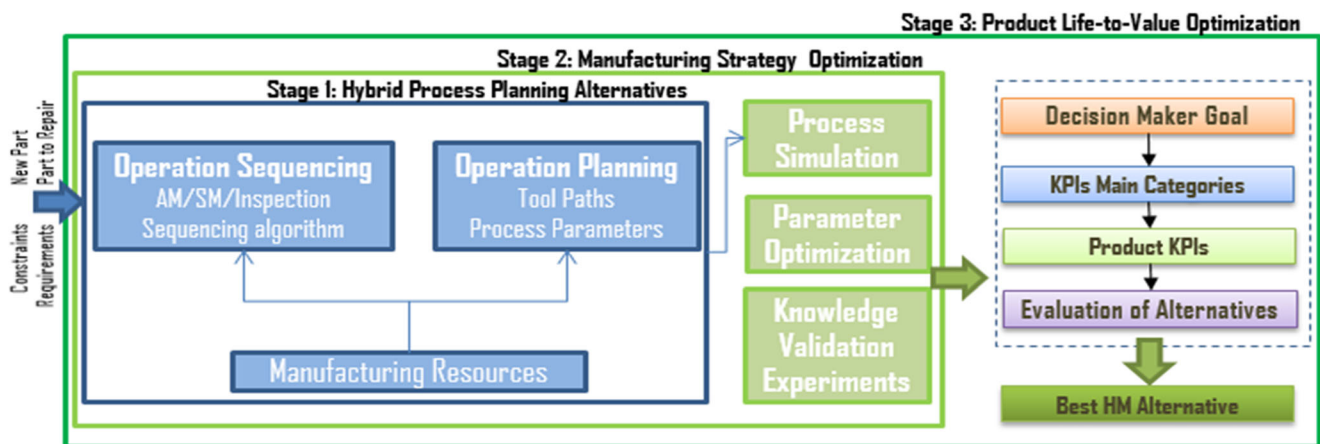 Stage 3: Product Life-to-Value Optimization
Stage 2: Manufacturing Strategy Optimization
Stage 1: Hybrid Process Planning Alternatives
New Part
Part to Repair
Constraints
Requirements
Operation Sequencing
AM/SM/Inspection
Sequencing algorithm
Operation Planning
Tool Paths
Process Parameters
Manufacturing Resources
Process
Simulation
Parameter
Optimization
Knowledge
Validation
Experiments
Decision Maker Goal
KPIs Main Categories
Product KPIs
Evaluation of Alternatives
Best HM Alternative